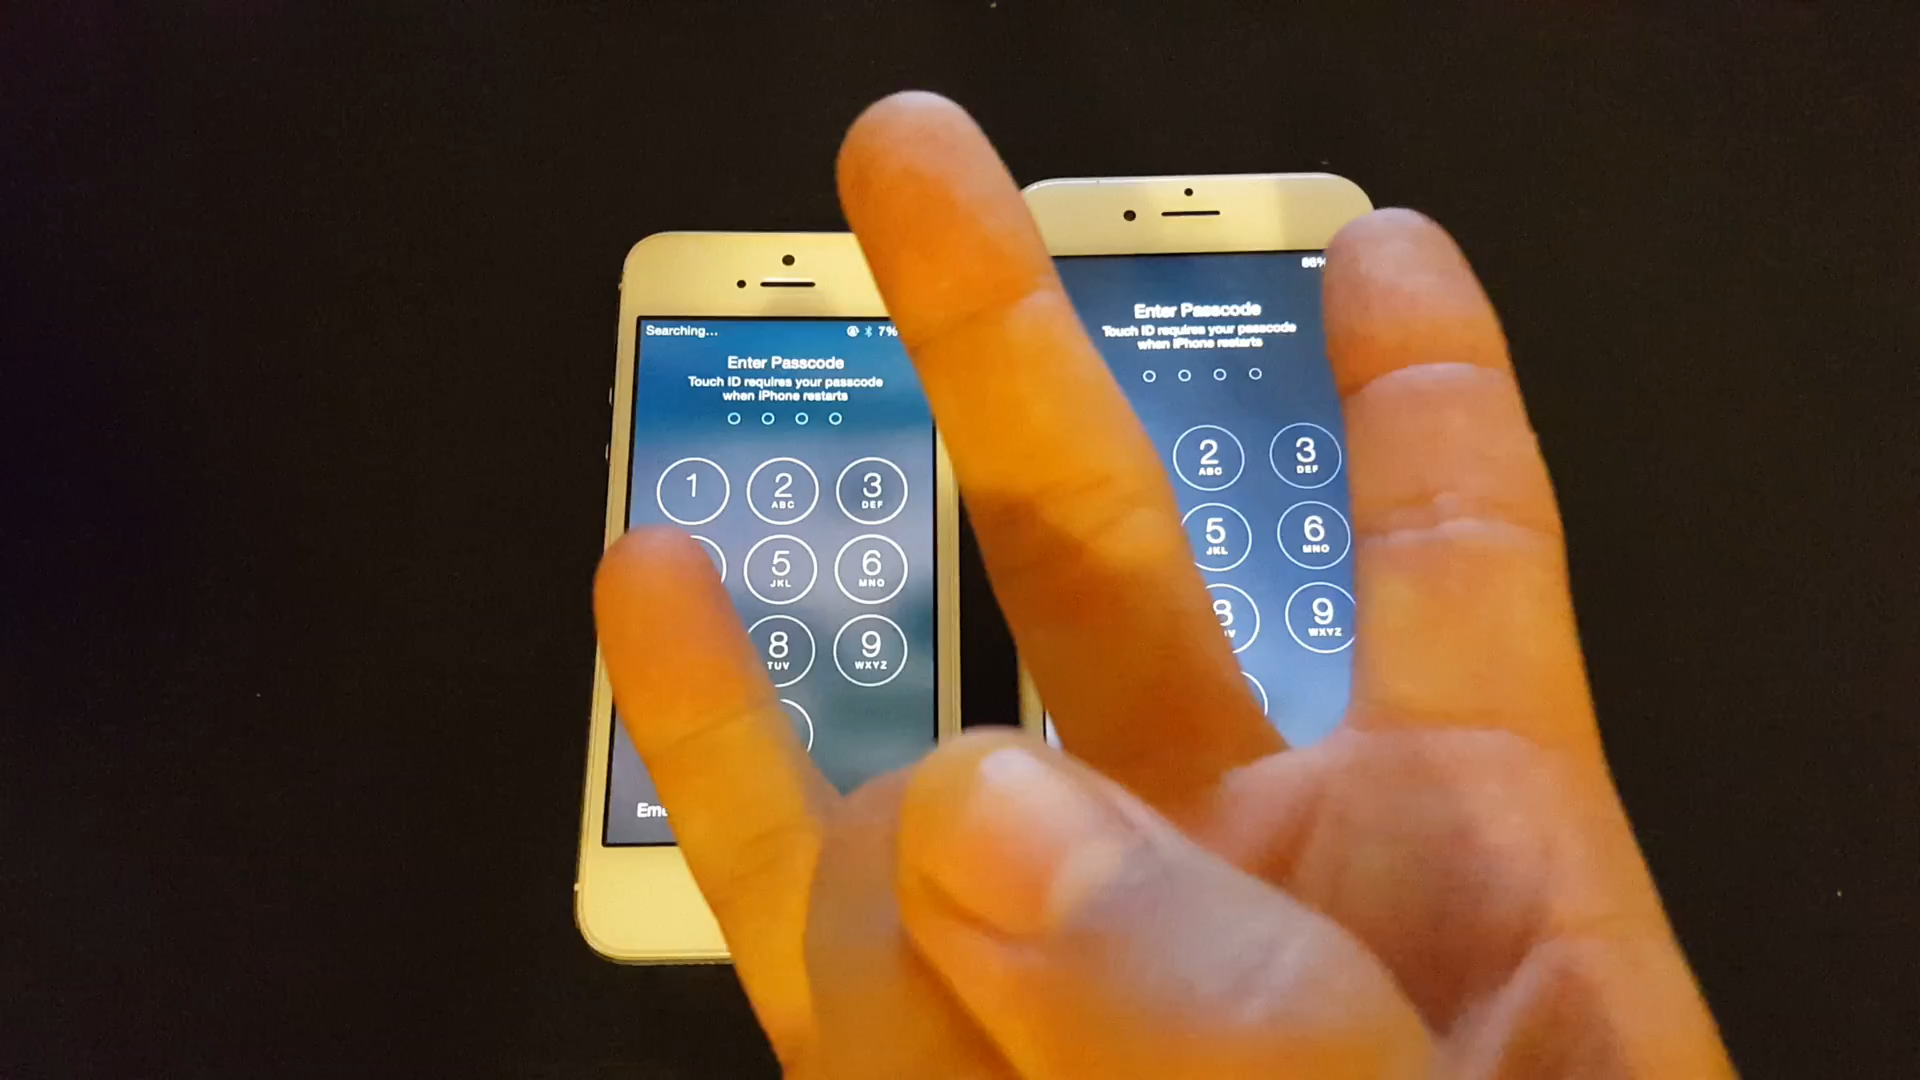 Searching... 7%
Enter Passcode
Touch ID requires your passcode
when iPhone restarts
1 2 ABC 3 DEF
5 JKL 6 MNO
8 TUV 9 WXYZ
86%
Enter Passcode
Touch ID requires your passcode
when iPhone restarts
2 ABC 3 DEF
5 JKL 6 MNO
8 9 WXYZ